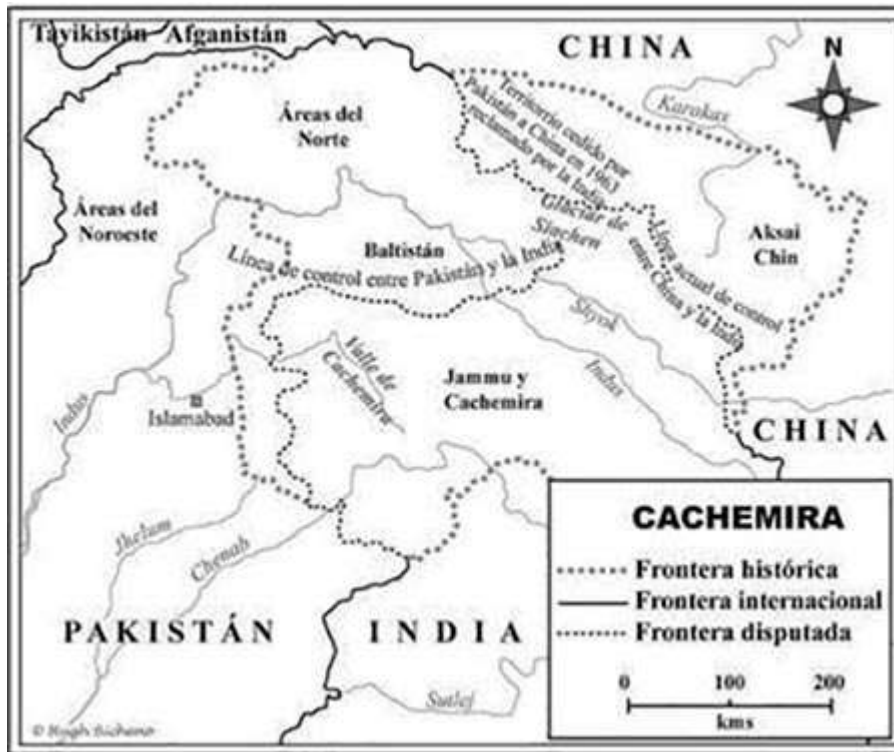 Tayikistán
Afganistán
CHINA
N
Karakax
Áreas del
Norte
Territorio cedido por
Pakistán a China en 1963
reclamado por la India
Áreas del
Noroeste
Glaciar de
Siachen
Baltistán
Línea de control entre Pakistán y la India
Línea actual de control
entre China y la India
Aksai
Chin
Shyok
Indus
Valle de
Cachemira
Jammu y
Cachemira
Indus
Islamabad
CHINA
Jhelum
Chenab
PAKISTÁN
INDIA
Sutlej
CACHEMIRA
Frontera histórica
Frontera internacional
Frontera disputada
0 100 200
kms
© Hugh Bicheno